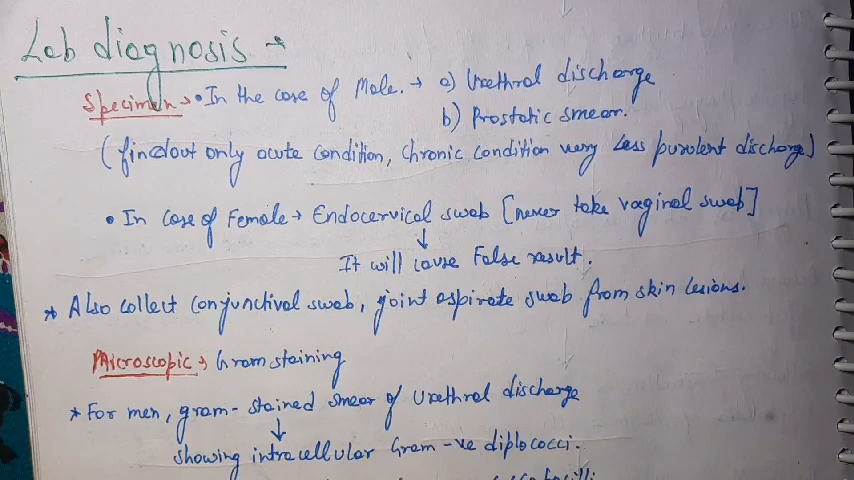 Lab diagnosis →
Specimen → • In the case of Male. → a) Urethral discharge
b) Prostatic smear.
(findout only acute condition, chronic condition very less purulent discharge)
• In case of Female → Endocervical swab [never take vaginal swab]
↓
It will cause False result.
* Also collect conjunctival swab, joint aspirate swab from skin lesions.
Microscopic → Gram staining
* For men, gram-stained smear of Urethral discharge
↓
showing intracellular Gram -ve diplococci.